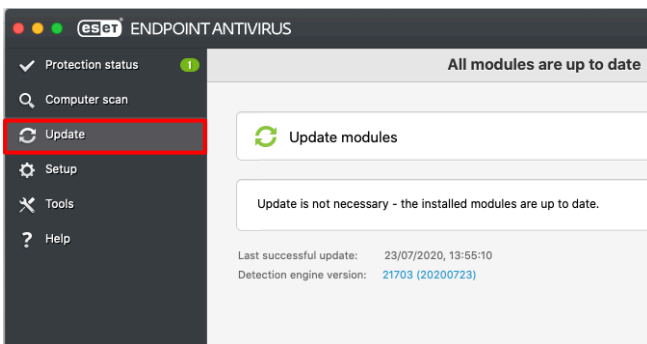 eset ENDPOINT ANTIVIRUS
Protection status 1
Computer scan
Update
Setup
Tools
Help
All modules are up to date
Update modules
Update is not necessary - the installed modules are up to date.
Last successful update: 23/07/2020, 13:55:10
Detection engine version: 21703 (20200723)